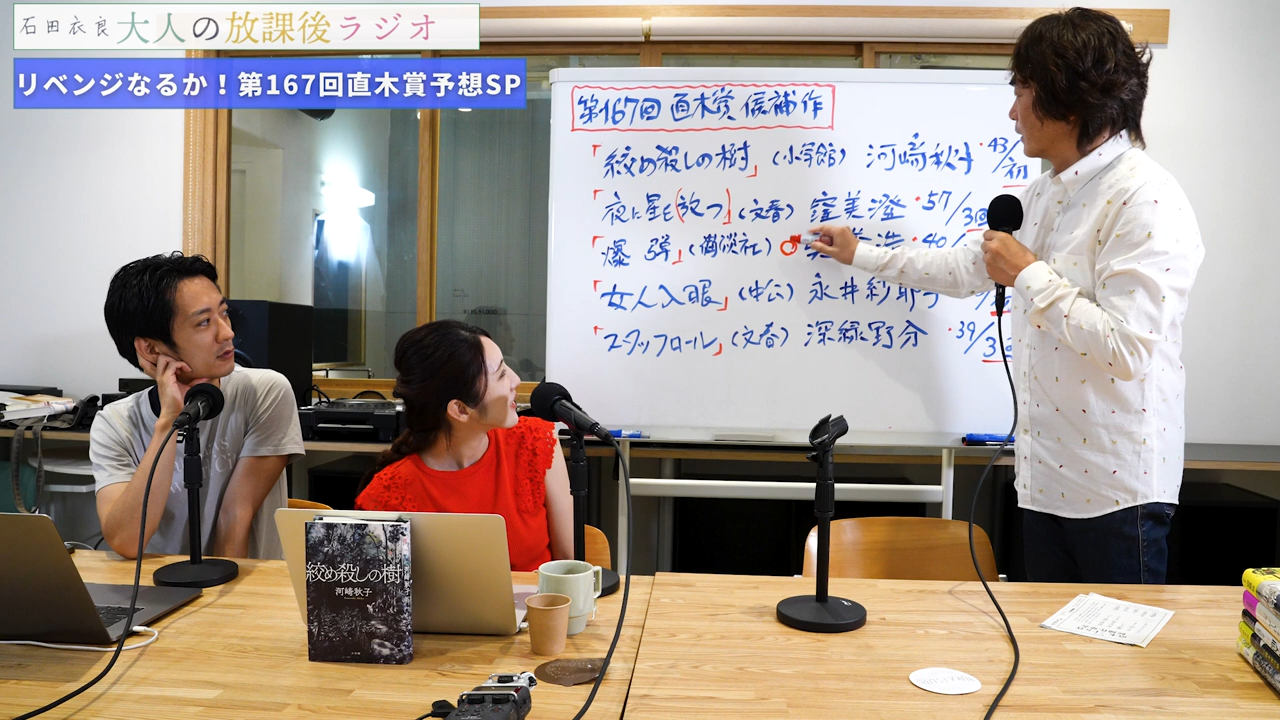 石田衣良 大人の放課後ラジオ
リベンジなるか！第167回直木賞予想SP
第167回 直木賞 候補作
「絞め殺しの樹」（小学館） 河﨑秋子 ・43/初
「夜に星を放つ」（文春） 窪美澄 ・57/3回
「爆弾」（講談社） 浩 ・40/
「女人入眼」（中公） 永井紗耶子
「スタッフロール」（文春） 深緑野分 ・39/3回
絞め殺しの樹
河﨑秋子